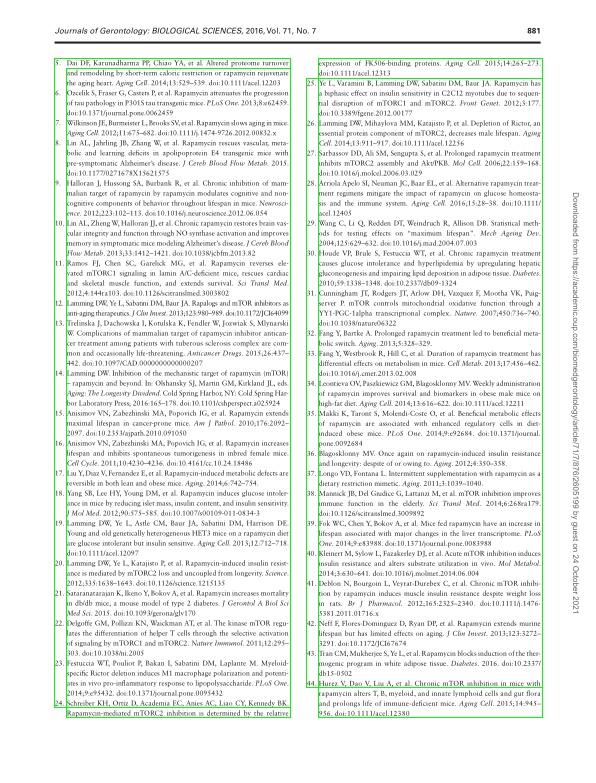 Journals of Gerontology: BIOLOGICAL SCIENCES, 2016, Vol. 71, No. 7
881
5. Dai DF, Karunadharma PP, Chiao YA, et al. Altered proteome turnover
and remodeling by short-term caloric restriction or rapamycin rejuvenate
the aging heart. Aging Cell. 2014;13:529–539. doi:10.1111/acel.12203
6. Ozcelik S, Fraser G, Castets P, et al. Rapamycin attenuates the progression
of tau pathology in P301S tau transgenic mice. PLoS One. 2013;8:e62459.
doi:10.1371/journal.pone.0062459
7. Wilkinson JE, Burmeister L, Brooks SV, et al. Rapamycin slows aging in mice.
Aging Cell. 2012;11:675–682. doi:10.1111/j.1474-9726.2012.00832.x
8. Lin AL, Jahrling JB, Zhang W, et al. Rapamycin rescues vascular, meta-
bolic and learning deficits in apolipoprotein E4 transgenic mice with
pre-symptomatic Alzheimer's disease. J Cereb Blood Flow Metab. 2015.
doi:10.1177/0271678X15621575
9. Halloran J, Hussong SA, Burbank R, et al. Chronic inhibition of mam-
malian target of rapamycin by rapamycin modulates cognitive and non-
cognitive components of behavior throughout lifespan in mice. Neurosci-
ence. 2012;223:102–113. doi:10.1016/j.neuroscience.2012.06.054
10. Lin AL, Zheng W, Halloran JJ, et al. Chronic rapamycin restores brain vas-
cular integrity and function through NO synthase activation and improves
memory in symptomatic mice modeling Alzheimer's disease. J Cereb Blood
Flow Metab. 2013;33:1412–1421. doi:10.1038/jcbfm.2013.82
11. Ramos FJ, Chen SC, Garelick MG, et al. Rapamycin reverses ele-
vated mTORC1 signaling in lamin A/C-deficient mice, rescues cardiac
and skeletal muscle function, and extends survival. Sci Transl Med.
2012;4:144ra103. doi:10.1126/scitranslmed.3003802
12. Lamming DW, Ye L, Sabatini DM, Baur JA. Rapalogs and mTOR inhibitors as
anti-aging therapeutics. J Clin Invest. 2013;123:980–989. doi:10.1172/JCI64099
13. Trelinska J, Dachowska I, Kotulska K, Fendler W, Jozwiak S, Mlynarski
W. Complications of mammalian target of rapamycin inhibitor antican-
cer treatment among patients with tuberous sclerosis complex are com-
mon and occasionally life-threatening. Anticancer Drugs. 2015;26:437–
442. doi:10.1097/CAD.0000000000000207
14. Lamming DW. Inhibition of the mechanistic target of rapamycin (mTOR)
– rapamycin and beyond. In: Olshansky SJ, Martin GM, Kirkland JL, eds.
Aging: The Longevity Dividend. Cold Spring Harbor, NY: Cold Spring Har-
bor Laboratory Press; 2016:165–178. doi:10.1101/cshperspect.a025924
15. Anisimov VN, Zabezhinski MA, Popovich IG, et al. Rapamycin extends
maximal lifespan in cancer-prone mice. Am J Pathol. 2010;176:2092–
2097. doi:10.2353/ajpath.2010.091050
16. Anisimov VN, Zabezhinski MA, Popovich IG, et al. Rapamycin increases
lifespan and inhibits spontaneous tumorigenesis in inbred female mice.
Cell Cycle. 2011;10:4230–4236. doi:10.4161/cc.10.24.18486
17. Liu Y, Diaz V, Fernandez E, et al. Rapamycin-induced metabolic defects are
reversible in both lean and obese mice. Aging. 2014;6:742–754.
18. Yang SB, Lee HY, Young DM, et al. Rapamycin induces glucose intoler-
ance in mice by reducing islet mass, insulin content, and insulin sensitivity.
J Mol Med. 2012;90:575–585. doi:10.1007/s00109-011-0834-3
19. Lamming DW, Ye L, Astle CM, Baur JA, Sabatini DM, Harrison DE.
Young and old genetically heterogeneous HET3 mice on a rapamycin diet
are glucose intolerant but insulin sensitive. Aging Cell. 2013;12:712–718.
doi:10.1111/acel.12097
20. Lamming DW, Ye L, Katajisto P, et al. Rapamycin-induced insulin resist-
ance is mediated by mTORC2 loss and uncoupled from longevity. Science.
2012;335:1638–1643. doi:10.1126/science.1215135
21. Sataranatarajan K, Ikeno Y, Bokov A, et al. Rapamycin increases mortality
in db/db mice, a mouse model of type 2 diabetes. J Gerontol A Biol Sci
Med Sci. 2015. doi:10.1093/gerona/glv170
22. Delgoffe GM, Pollizzi KN, Waickman AT, et al. The kinase mTOR regu-
lates the differentiation of helper T cells through the selective activation
of signaling by mTORC1 and mTORC2. Nature Immunol. 2011;12:295–
303. doi:10.1038/ni.2005
23. Festuccia WT, Pouliot P, Bakan I, Sabatini DM, Laplante M. Myeloid-
specific Rictor deletion induces M1 macrophage polarization and potenti-
ates in vivo pro-inflammatory response to lipopolysaccharide. PLoS One.
2014;9:e95432. doi:10.1371/journal.pone.0095432
24. Schreiber KH, Ortiz D, Academia EC, Anies AC, Liao CY, Kennedy BK.
Rapamycin-mediated mTORC2 inhibition is determined by the relative
expression of FK506-binding proteins. Aging Cell. 2015;14:265–273.
doi:10.1111/acel.12313
25. Ye L, Varamini B, Lamming DW, Sabatini DM, Baur JA. Rapamycin has
a biphasic effect on insulin sensitivity in C2C12 myotubes due to sequen-
tial disruption of mTORC1 and mTORC2. Front Genet. 2012;3:177.
doi:10.3389/fgene.2012.00177
26. Lamming DW, Mihaylova MM, Katajisto P, et al. Depletion of Rictor, an
essential protein component of mTORC2, decreases male lifespan. Aging
Cell. 2014;13:911–917. doi:10.1111/acel.12256
27. Sarbassov DD, Ali SM, Sengupta S, et al. Prolonged rapamycin treatment
inhibits mTORC2 assembly and Akt/PKB. Mol Cell. 2006;22:159–168.
doi:10.1016/j.molcel.2006.03.029
28. Arriola Apelo SI, Neuman JC, Baar EL, et al. Alternative rapamycin treat-
ment regimens mitigate the impact of rapamycin on glucose homeosta-
sis and the immune system. Aging Cell. 2016;15:28–38. doi:10.1111/
acel.12405
29. Wang C, Li Q, Redden DT, Weindruch R, Allison DB. Statistical meth-
ods for testing effects on "maximum lifespan". Mech Ageing Dev.
2004;125:629–632. doi:10.1016/j.mad.2004.07.003
30. Houde VP, Brule S, Festuccia WT, et al. Chronic rapamycin treatment
causes glucose intolerance and hyperlipidemia by upregulating hepatic
gluconeogenesis and impairing lipid deposition in adipose tissue. Diabetes.
2010;59:1338–1348. doi:10.2337/db09-1324
31. Cunningham JT, Rodgers JT, Arlow DH, Vazquez F, Mootha VK, Puig-
server P. mTOR controls mitochondrial oxidative function through a
YY1-PGC-1alpha transcriptional complex. Nature. 2007;450:736–740.
doi:10.1038/nature06322
32. Fang Y, Bartke A. Prolonged rapamycin treatment led to beneficial meta-
bolic switch. Aging. 2013;5:328–329.
33. Fang Y, Westbrook R, Hill C, et al. Duration of rapamycin treatment has
differential effects on metabolism in mice. Cell Metab. 2013;17:456–462.
doi:10.1016/j.cmet.2013.02.008
34. Leontieva OV, Paszkiewicz GM, Blagosklonny MV. Weekly administration
of rapamycin improves survival and biomarkers in obese male mice on
high-fat diet. Aging Cell. 2014;13:616–622. doi:10.1111/acel.12211
35. Makki K, Taront S, Molendi-Coste O, et al. Beneficial metabolic effects
of rapamycin are associated with enhanced regulatory cells in diet-
induced obese mice. PLoS One. 2014;9:e92684. doi:10.1371/journal.
pone.0092684
36. Blagosklonny MV. Once again on rapamycin-induced insulin resistance
and longevity: despite of or owing to. Aging. 2012;4:350–358.
37. Longo VD, Fontana L. Intermittent supplementation with rapamycin as a
dietary restriction mimetic. Aging. 2011;3:1039–1040.
38. Mannick JB, Del Giudice G, Lattanzi M, et al. mTOR inhibition improves
immune function in the elderly. Sci Transl Med. 2014;6:268ra179.
doi:10.1126/scitranslmed.3009892
39. Fok WC, Chen Y, Bokov A, et al. Mice fed rapamycin have an increase in
lifespan associated with major changes in the liver transcriptome. PLoS
One. 2014;9:e83988. doi:10.1371/journal.pone.0083988
40. Kleinert M, Sylow L, Fazakerley DJ, et al. Acute mTOR inhibition induces
insulin resistance and alters substrate utilization in vivo. Mol Metabol.
2014;3:630–641. doi:10.1016/j.molmet.2014.06.004
41. Deblon N, Bourgoin L, Veyrat-Durebex C, et al. Chronic mTOR inhibi-
tion by rapamycin induces muscle insulin resistance despite weight loss
in rats. Br J Pharmacol. 2012;165:2325–2340. doi:10.1111/j.1476-
5381.2011.01716.x
42. Neff F, Flores-Dominguez D, Ryan DP, et al. Rapamycin extends murine
lifespan but has limited effects on aging. J Clin Invest. 2013;123:3272–
3291. doi:10.1172/JCI67674
43. Tran CM, Mukherjee S, Ye L, et al. Rapamycin blocks induction of the ther-
mogenic program in white adipose tissue. Diabetes. 2016. doi:10.2337/
db15-0502
44. Hurez V, Dao V, Liu A, et al. Chronic mTOR inhibition in mice with
rapamycin alters T, B, myeloid, and innate lymphoid cells and gut flora
and prolongs life of immune-deficient mice. Aging Cell. 2015;14:945–
956. doi:10.1111/acel.12380
Downloaded from https://academic.oup.com/biomedgerontology/article/71/7/876/2605199 by guest on 24 October 2021